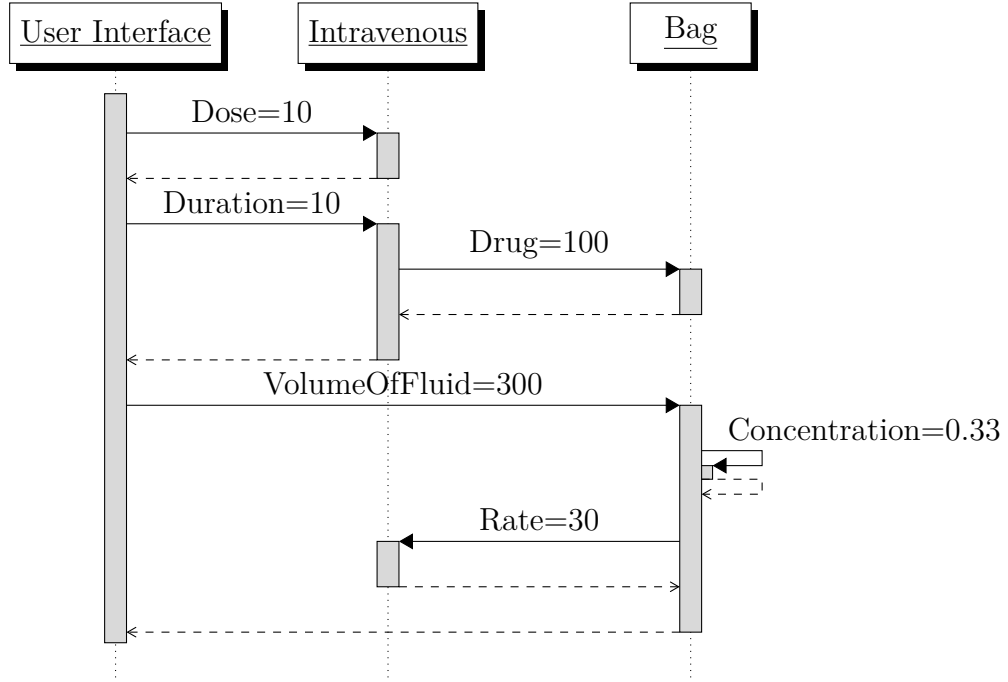 User Interface
Intravenous
Bag
Dose=10
Duration=10
Drug=100
VolumeOfFluid=300
Concentration=0.33
Rate=30